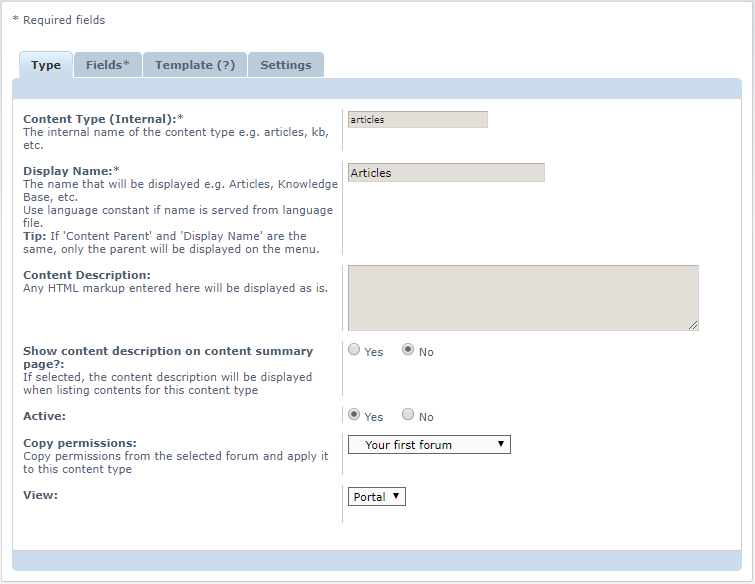 * Required fields
Type Fields* Template (?) Settings
Content Type (Internal):*
The internal name of the content type e.g. articles, kb,
etc.
articles
Display Name:*
The name that will be displayed e.g. Articles, Knowledge
Base, etc.
Use language constant if name is served from language
file.
Tip: If 'Content Parent' and 'Display Name' are the
same, only the parent will be displayed on the menu.
Articles
Content Description:
Any HTML markup entered here will be displayed as is.
Show content description on content summary
page?:
If selected, the content description will be displayed
when listing contents for this content type
Yes No
Active:
Yes No
Copy permissions:
Copy permissions from the selected forum and apply it
to this content type
Your first forum
View:
Portal